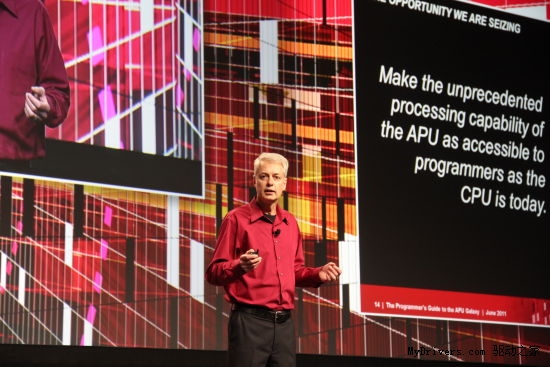 E OPPORTUNITY WE ARE SEIZING
Make the unprecedented
processing capability of
the APU as accessible to
programmers as the
CPU is today.
14 | The Programmer's Guide to the APU Galaxy | June 2011
MyDrivers.com 驱动之家